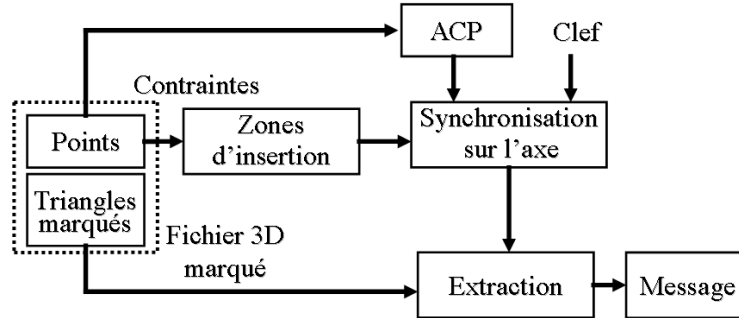 ACP
Clef
Contraintes
Points
Zones
d'insertion
Synchronisation
sur l'axe
Triangles
marqués
Fichier 3D
marqué
Extraction
Message